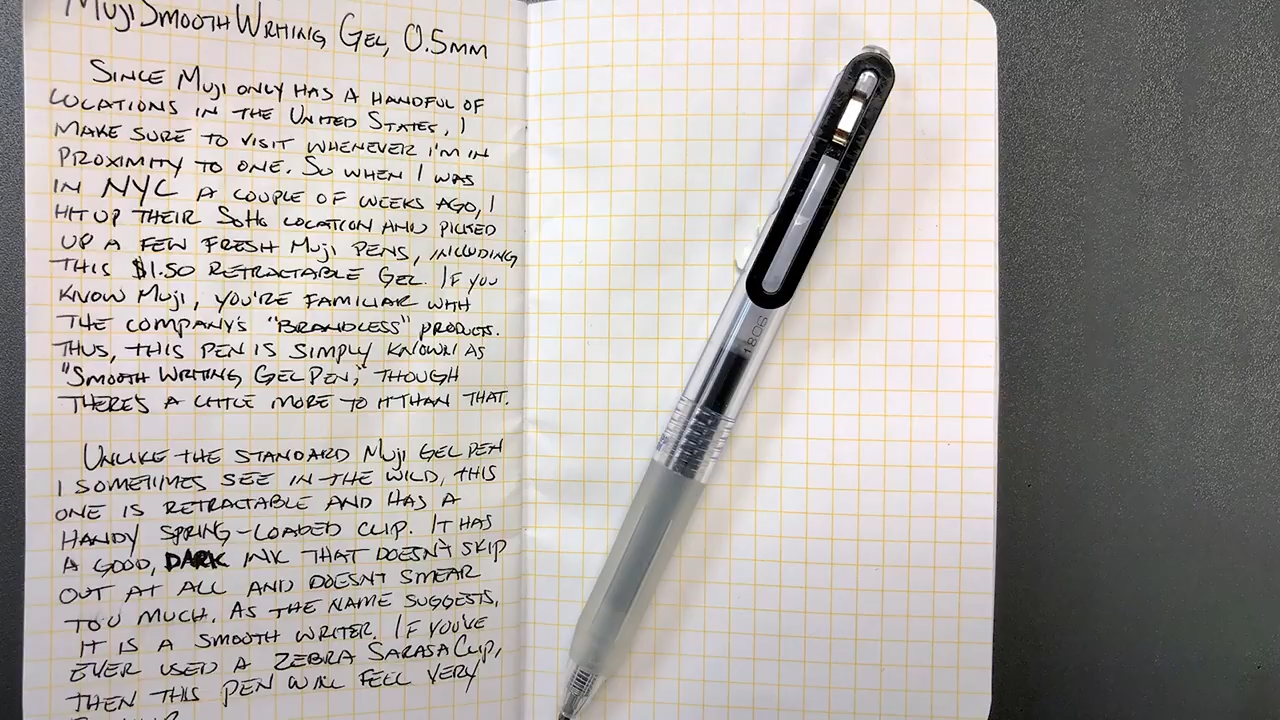 Muji Smooth Writing Gel, 0.5mm
Since Muji only has a handful of
locations in the United States, I
make sure to visit whenever I'm in
proximity to one. So when I was
in NYC a couple of weeks ago, I
hit up their SoHo location and picked
up a few fresh Muji pens, including
this $1.50 retractable gel. If you
know Muji, you're familiar with
the company's "brandless" products.
Thus, this pen is simply known as
"Smooth Writing Gel Pen," though
there's a little more to it than that.
Unlike the standard Muji gel pen
I sometimes see in the wild, this
one is retractable and has a
handy spring-loaded clip. It has
a good, DARK ink that doesn't skip
out at all and doesn't smear
too much. As the name suggests,
it is a smooth writer. If you've
ever used a Zebra Sarasa Clip,
then this pen will feel very
1806